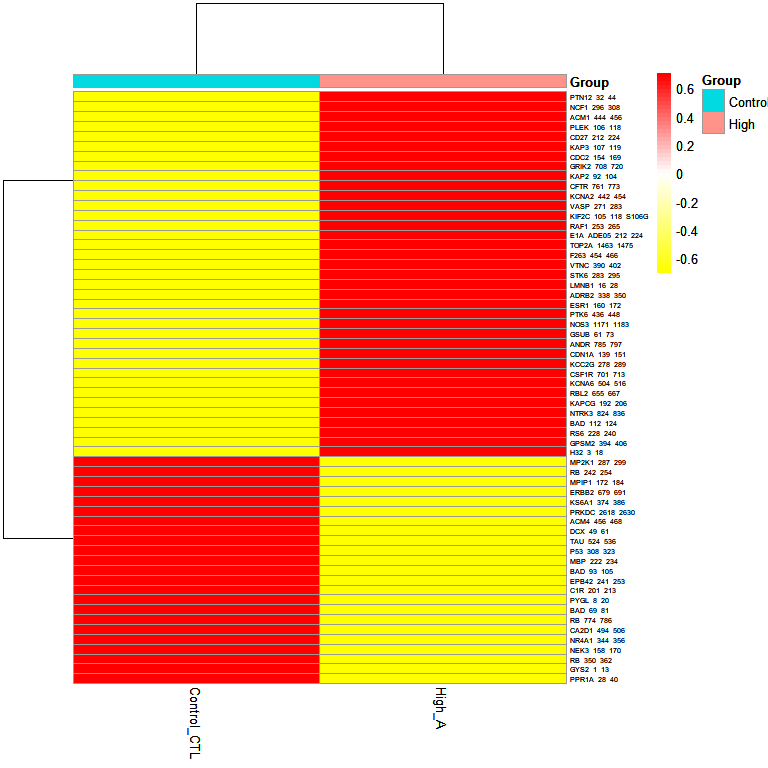 Group
PTN12 32 44
NCF1 296 308
ACM1 444 456
PLEK 106 118
CD27 212 224
KAP3 107 119
CDC2 154 169
GRIK2 708 720
KAP2 92 104
CFTR 761 773
KCNA2 442 454
VASP 271 283
KIF2C 105 118 S106G
RAF1 253 265
E1A ADE05 212 224
TOP2A 1463 1475
F263 454 466
VTNC 390 402
STK6 283 295
LMNB1 16 28
ADRB2 338 350
ESR1 160 172
PTK6 436 448
NOS3 1171 1183
GSUB 61 73
ANDR 785 797
CDN1A 139 151
KCC2G 278 289
CSF1R 701 713
KCNA6 504 516
RBL2 655 667
KAPCG 192 206
NTRK3 824 836
BAD 112 124
RS6 228 240
GPSM2 394 406
H32 3 18
MP2K1 287 299
RB 242 254
MPIP1 172 184
ERBB2 679 691
KS6A1 374 386
PRKDC 2618 2630
ACM4 456 468
DCX 49 61
TAU 524 536
P53 308 323
MBP 222 234
BAD 93 105
EPB42 241 253
C1R 201 213
PYGL 8 20
BAD 69 81
RB 774 786
CA2D1 494 506
NR4A1 344 356
NEK3 158 170
RB 350 362
GYS2 1 13
PPR1A 28 40
Control_CTL
High_A
0.6
0.4
0.2
0
-0.2
-0.4
-0.6
Group
Control
High